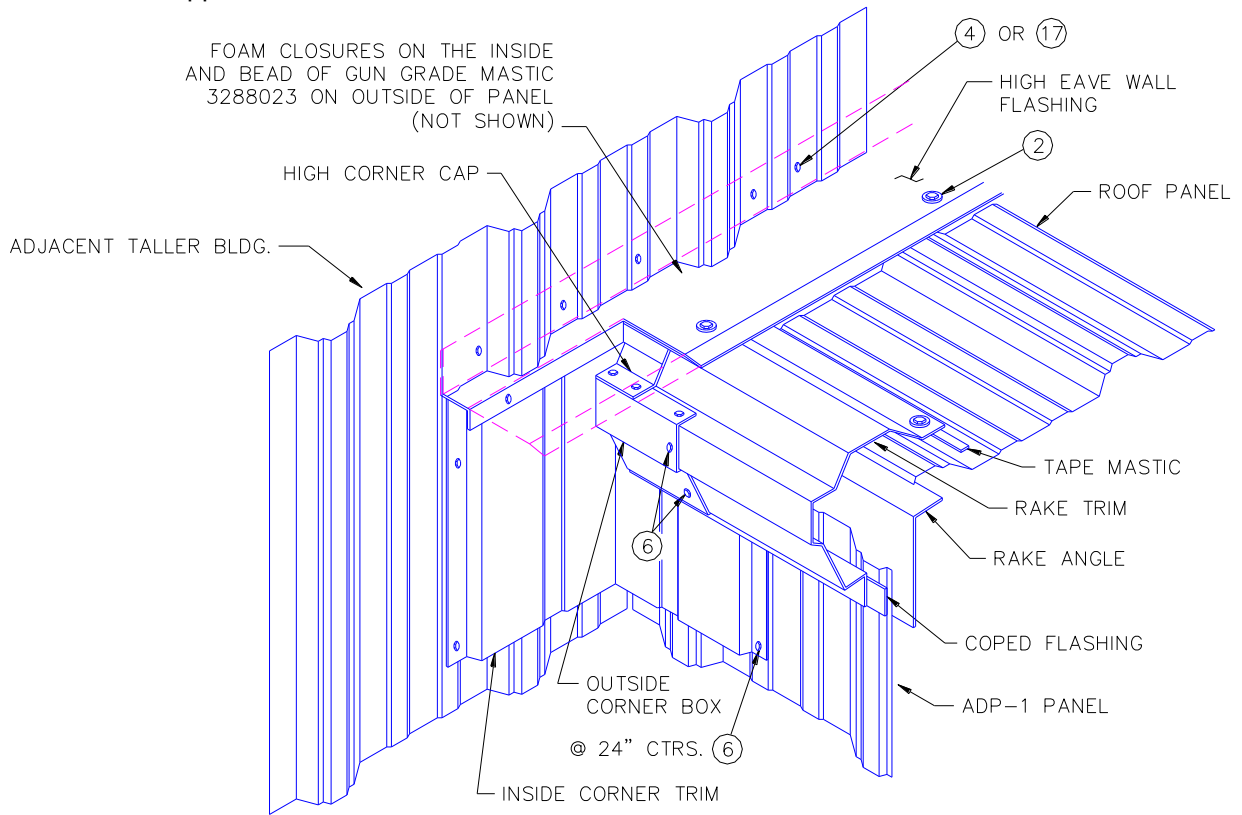 FOAM CLOSURES ON THE INSIDE
AND BEAD OF GUN GRADE MASTIC
3288023 ON OUTSIDE OF PANEL
(NOT SHOWN)
4 OR 17
HIGH EAVE WALL
FLASHING
2
HIGH CORNER CAP
ROOF PANEL
ADJACENT TALLER BLDG.
TAPE MASTIC
RAKE TRIM
6
RAKE ANGLE
COPED FLASHING
OUTSIDE
CORNER BOX
ADP-1 PANEL
@ 24" CTRS. 6
INSIDE CORNER TRIM